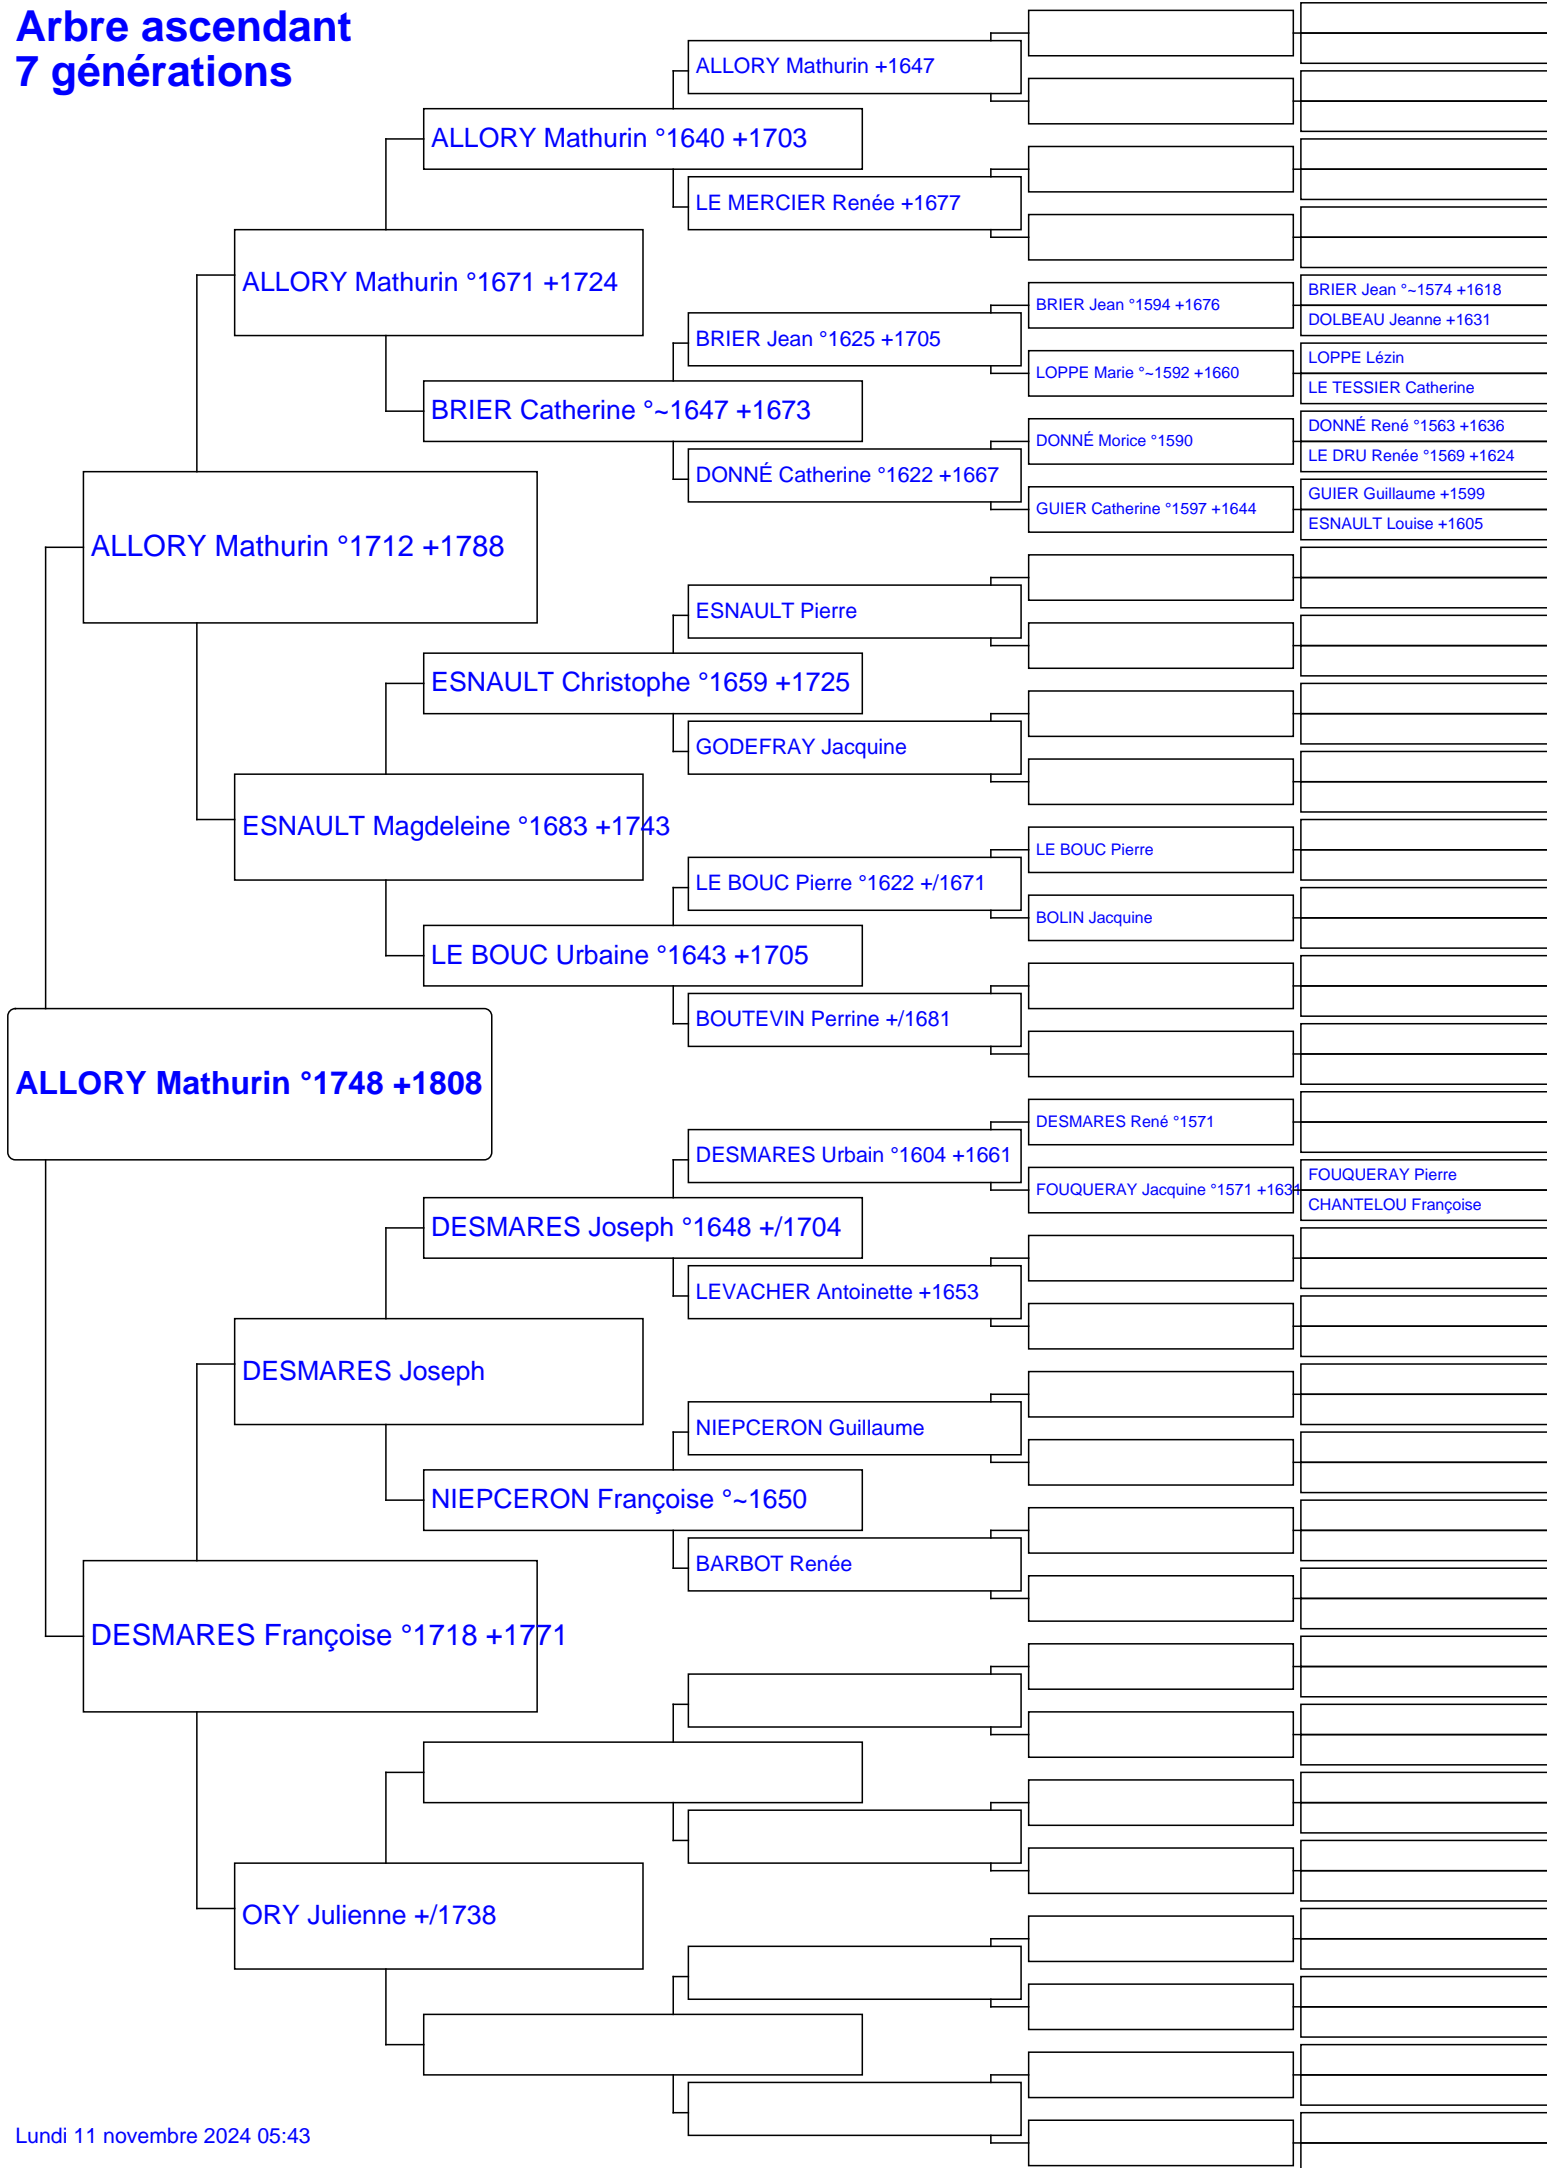 Arbre ascendant
7 générations
ALLORY Mathurin +1647
ALLORY Mathurin °1640 +1703
LE MERCIER Renée +1677
ALLORY Mathurin °1671 +1724
BRIER Jean °1594 +1676
BRIER Jean °~1574 +1618
DOLBEAU Jeanne +1631
BRIER Jean °1625 +1705
LOPPE Marie °~1592 +1660
LOPPE Lézin
LE TESSIER Catherine
BRIER Catherine °~1647 +1673
DONNÉ Morice °1590
DONNÉ René °1563 +1636
LE DRU Renée °1569 +1624
DONNÉ Catherine °1622 +1667
GUIER Catherine °1597 +1644
GUIER Guillaume +1599
ESNAULT Louise +1605
ALLORY Mathurin °1712 +1788
ESNAULT Pierre
ESNAULT Christophe °1659 +1725
GODEFRAY Jacquine
ESNAULT Magdeleine °1683 +1743
LE BOUC Pierre
LE BOUC Pierre °1622 +/1671
BOLIN Jacquine
LE BOUC Urbaine °1643 +1705
BOUTEVIN Perrine +/1681
ALLORY Mathurin °1748 +1808
DESMARES René °1571
DESMARES Urbain °1604 +1661
FOUQUERAY Jacquine °1571 +1631
FOUQUERAY Pierre
CHANTELOU Françoise
DESMARES Joseph °1648 +/1704
LEVACHER Antoinette +1653
DESMARES Joseph
NIEPCERON Guillaume
NIEPCERON Françoise °~1650
BARBOT Renée
DESMARES Françoise °1718 +1771
ORY Julienne +/1738
Lundi 11 novembre 2024 05:43